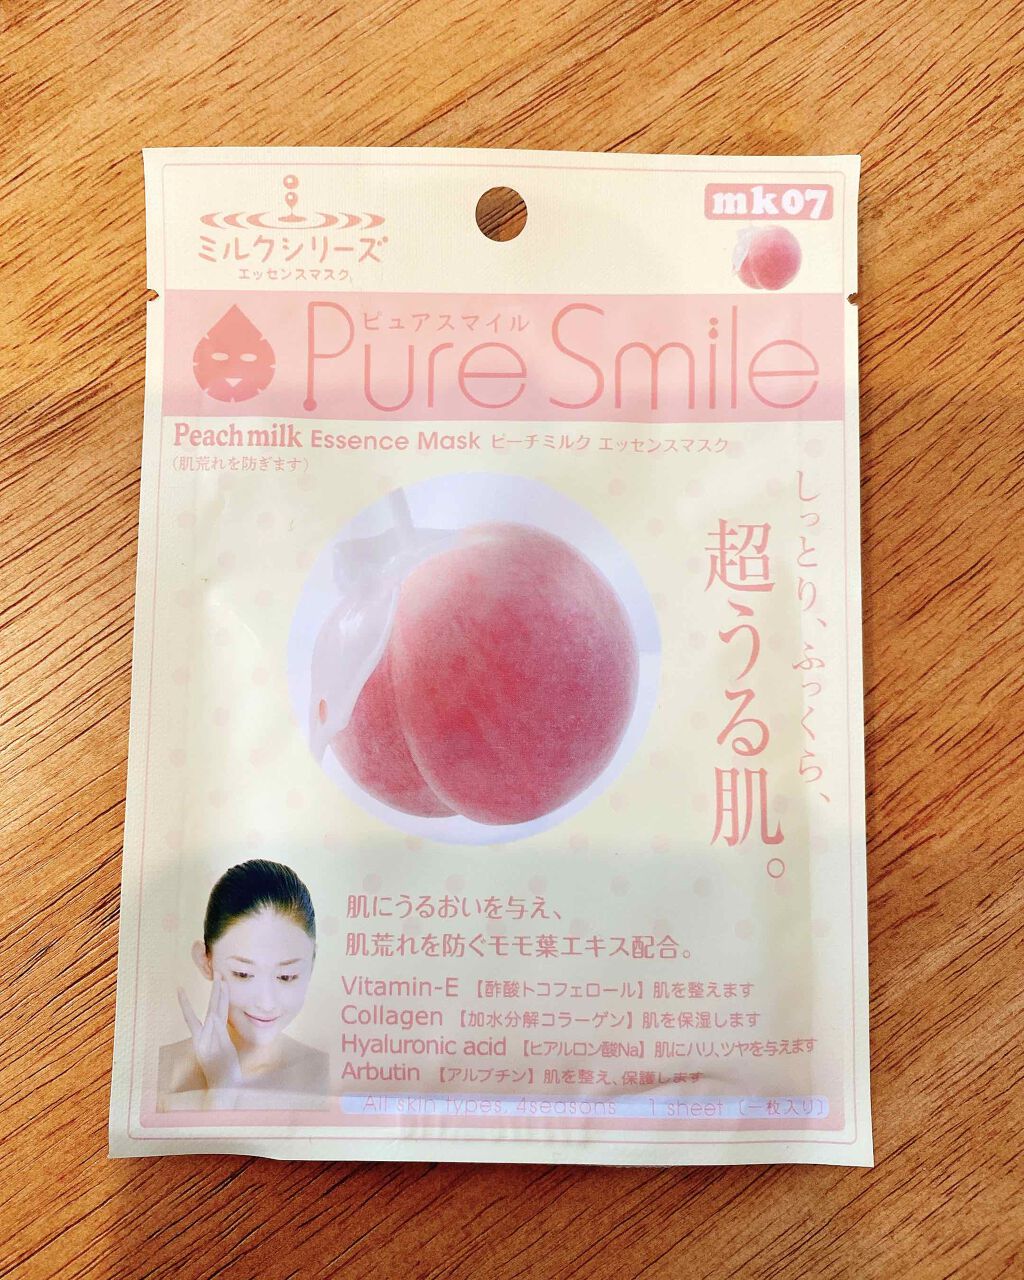 mk07
ミルクシリーズ
エッセンスマスク
ピュアスマイル
Pure Smile
Peach milk Essence Mask ピーチミルク エッセンスマスク
(肌荒れを防ぎます)
しっとり、ふっくら、
超うる肌。
肌にうるおいを与え、
肌荒れを防ぐモモ葉エキス配合。
Vitamin-E 【酢酸トコフェロール】肌を整えます
Collagen 【加水分解コラーゲン】肌を保湿します
Hyaluronic acid 【ヒアルロン酸Na】肌にハリ、ツヤを与えます
Arbutin 【アルブチン】肌を整え、保護します
All skin types, 4seasons 1 sheet (一枚入り)